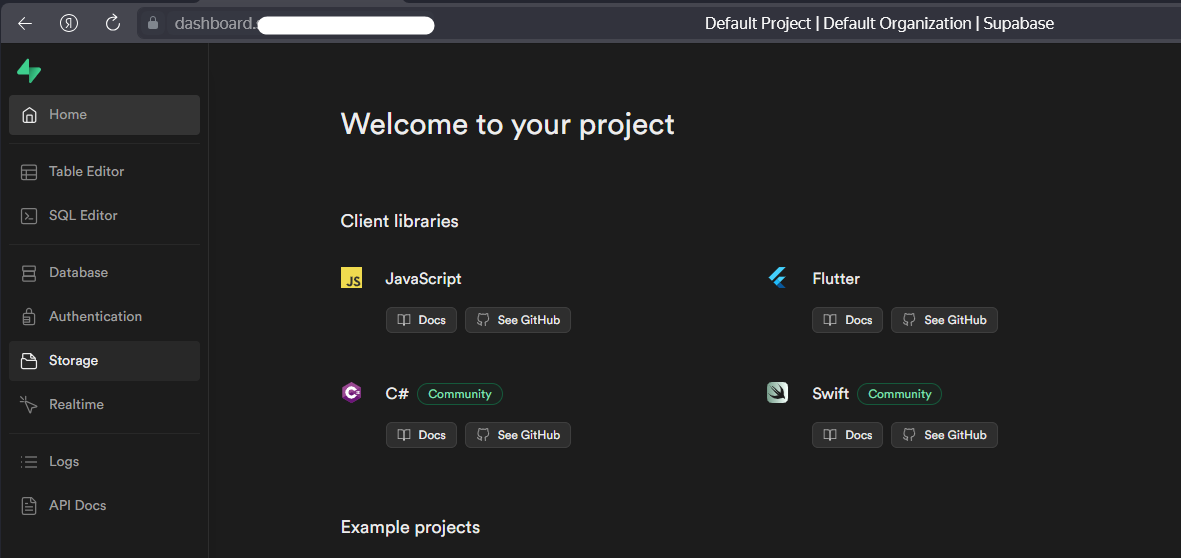 dashboard.
Default Project | Default Organization | Supabase
Home
Table Editor
SQL Editor
Database
Authentication
Storage
Realtime
Logs
API Docs
Welcome to your project
Client libraries
JS JavaScript
Flutter
Docs See GitHub
Docs See GitHub
C# Community
Swift Community
Docs See GitHub
Docs See GitHub
Example projects